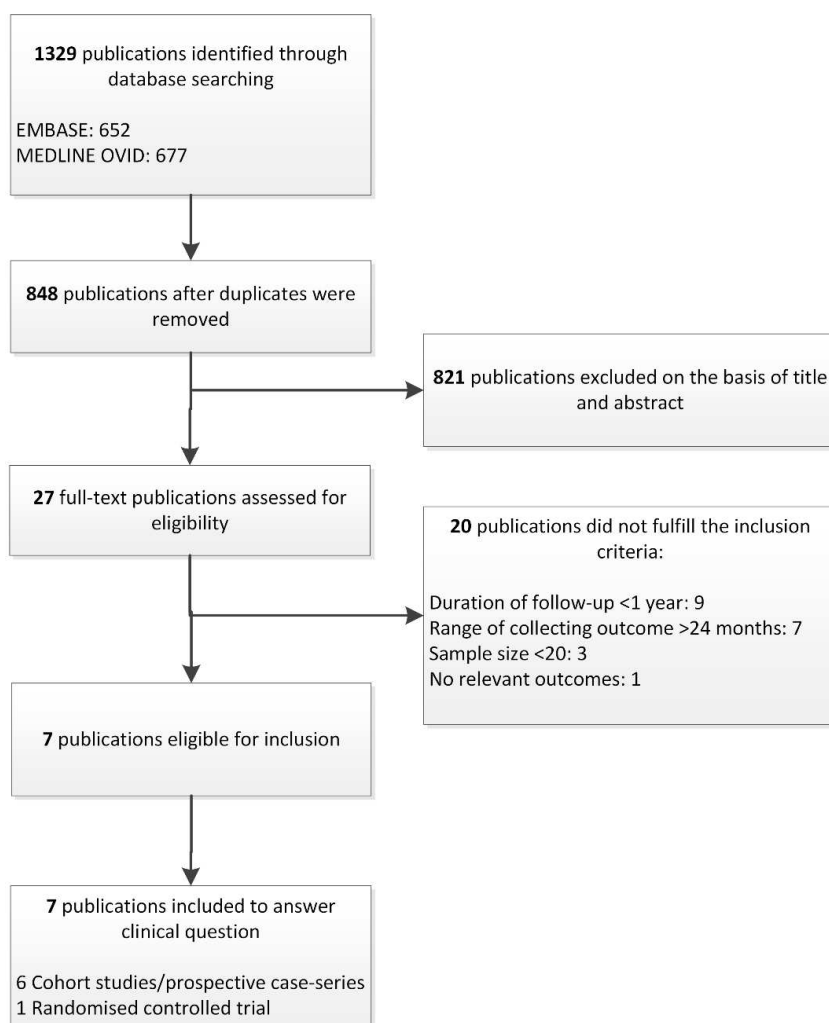 1329 publications identified through
database searching
EMBASE: 652
MEDLINE OVID: 677
848 publications after duplicates were
removed
821 publications excluded on the basis of title
and abstract
27 full-text publications assessed for
eligibility
20 publications did not fulfill the inclusion
criteria:
Duration of follow-up <1 year: 9
Range of collecting outcome >24 months: 7
Sample size <20: 3
No relevant outcomes: 1
7 publications eligible for inclusion
7 publications included to answer
clinical question
6 Cohort studies/prospective case-series
1 Randomised controlled trial